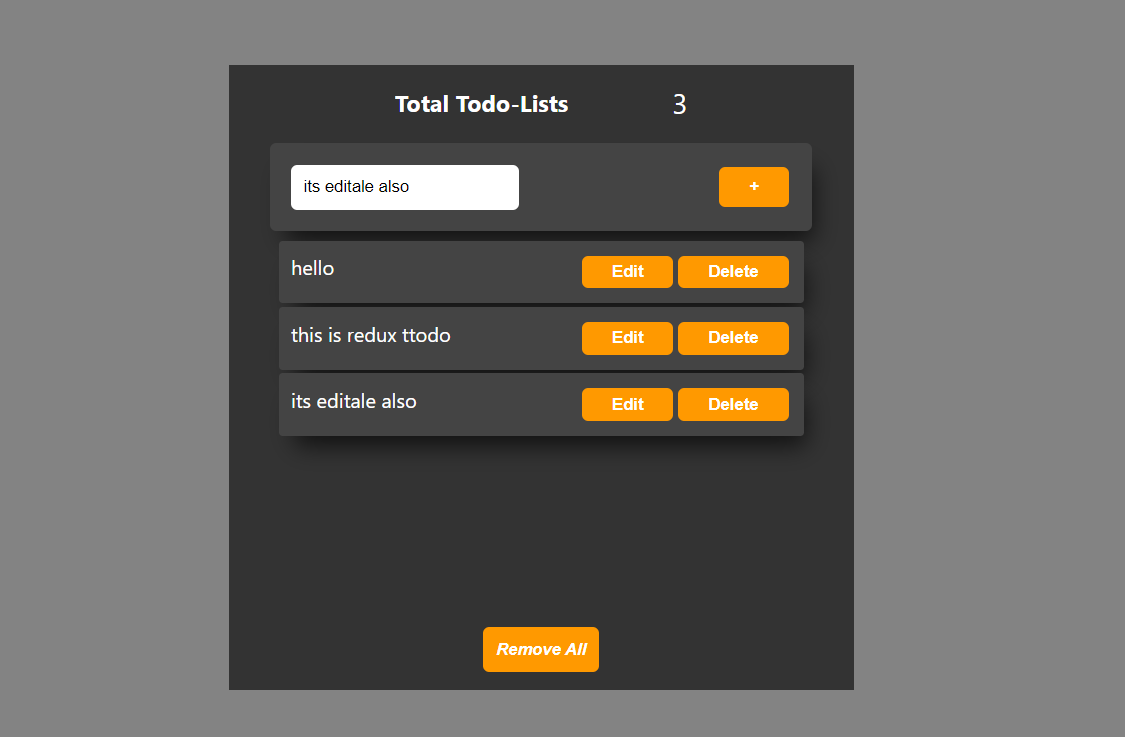 Total Todo-Lists 3
its editale also +
hello Edit Delete
this is redux ttodo Edit Delete
its editale also Edit Delete
Remove All